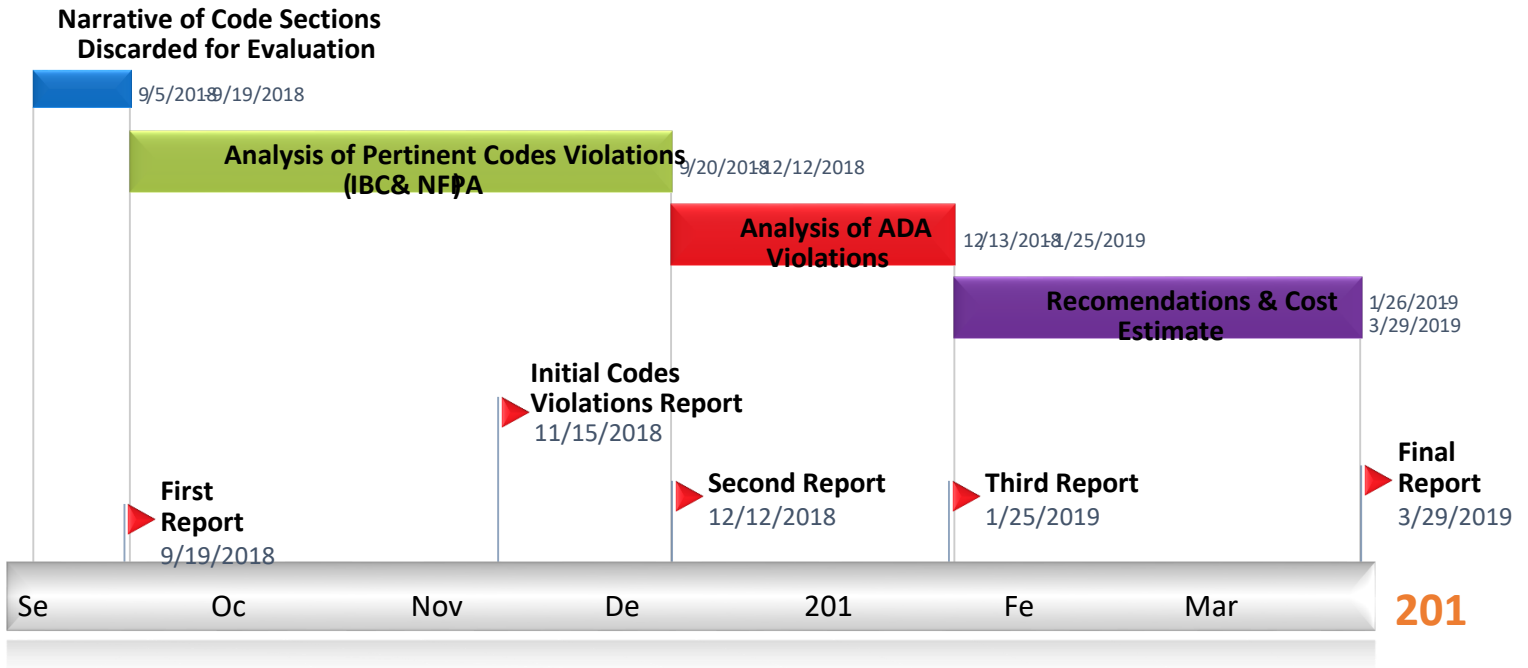 Narrative of Code Sections
Discarded for Evaluation
9/5/2018-9/19/2018
Analysis of Pertinent Codes Violations
(IBC& NFPA)
9/20/2018-12/12/2018
Analysis of ADA
Violations
12/13/2018-1/25/2019
Recomendations & Cost
Estimate
1/26/2019-
3/29/2019
Initial Codes
Violations Report
11/15/2018
First
Report
9/19/2018
Second Report
12/12/2018
Third Report
1/25/2019
Final
Report
3/29/2019
Se Oc Nov De 201 Fe Mar 201